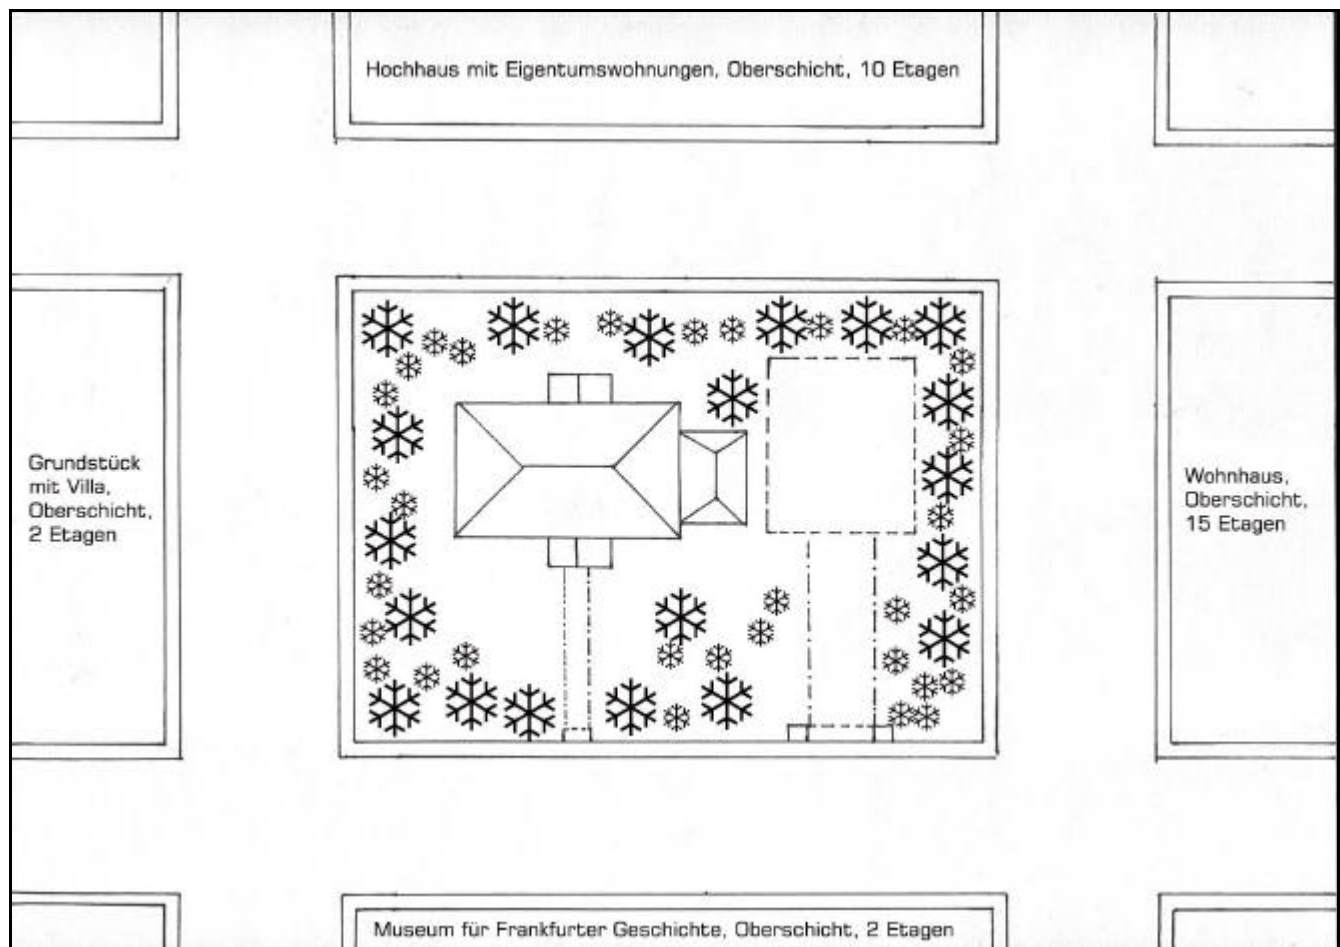 Hochhaus mit Eigentumswohnungen, Oberschicht, 10 Etagen
Grundstück
mit Villa,
Oberschicht,
2 Etagen
Wohnhaus,
Oberschicht,
15 Etagen
Museum für Frankfurter Geschichte, Oberschicht, 2 Etagen